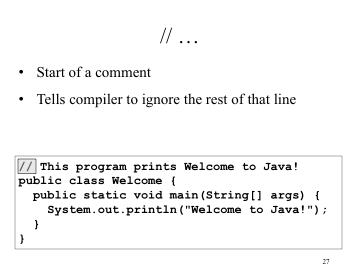 // …
• Start of a comment
• Tells compiler to ignore the rest of that line
// This program prints Welcome to Java!
public class Welcome {
  public static void main(String[] args) {
    System.out.println("Welcome to Java!");
  }
}
27